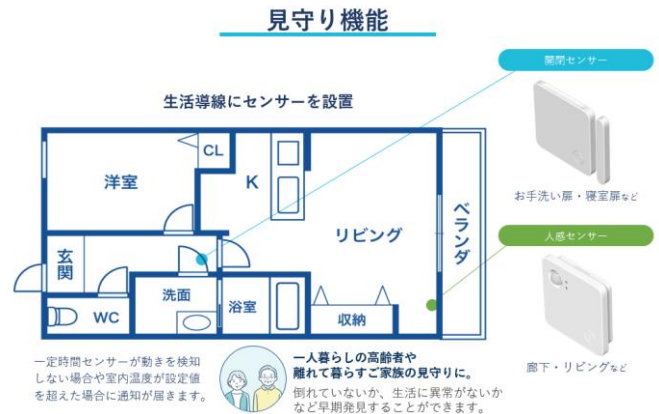 見守り機能
生活導線にセンサーを設置
開閉センサー
お手洗い扉・寝室扉など
人感センサー
廊下・リビングなど
洋室
CL
K
リビング
ベランダ
玄関
WC
洗面
浴室
収納
一定時間センサーが動きを検知
しない場合や室内温度が設定値
を超えた場合に通知が届きます。
一人暮らしの高齢者や
離れて暮らすご家族の見守りに。
倒れていないか、生活に異常がないか
など早期発見することができます。